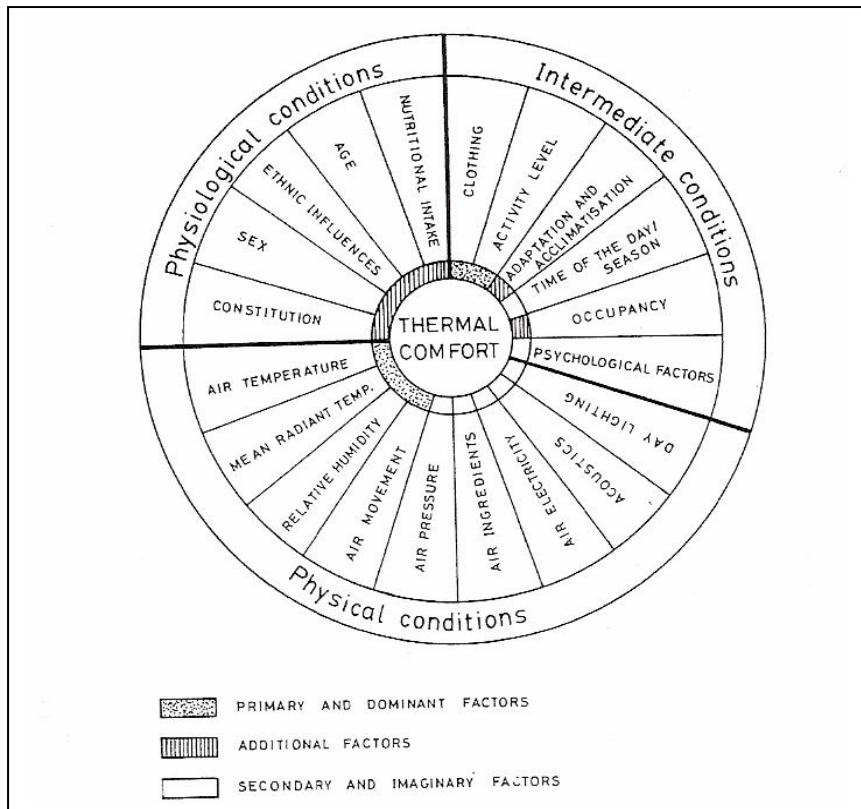 Physiological conditions
Intermediate conditions
Physical conditions
CONSTITUTION
SEX
ETHNIC INFLUENCES
AGE
NUTRITIONAL INTAKE
CLOTHING
ACTIVITY LEVEL
ADAPTATION AND
ACCLIMATISATION
TIME OF THE DAY/
SEASON
OCCUPANCY
PSYCHOLOGICAL FACTORS
DAY LIGHTING
ACOUSTICS
AIR ELECTRICITY
AIR INGREDIENTS
AIR PRESSURE
AIR MOVEMENT
RELATIVE HUMIDITY
MEAN RADIANT TEMP.
AIR TEMPERATURE
THERMAL
COMFORT
PRIMARY AND DOMINANT FACTORS
ADDITIONAL FACTORS
SECONDARY AND IMAGINARY FACTORS